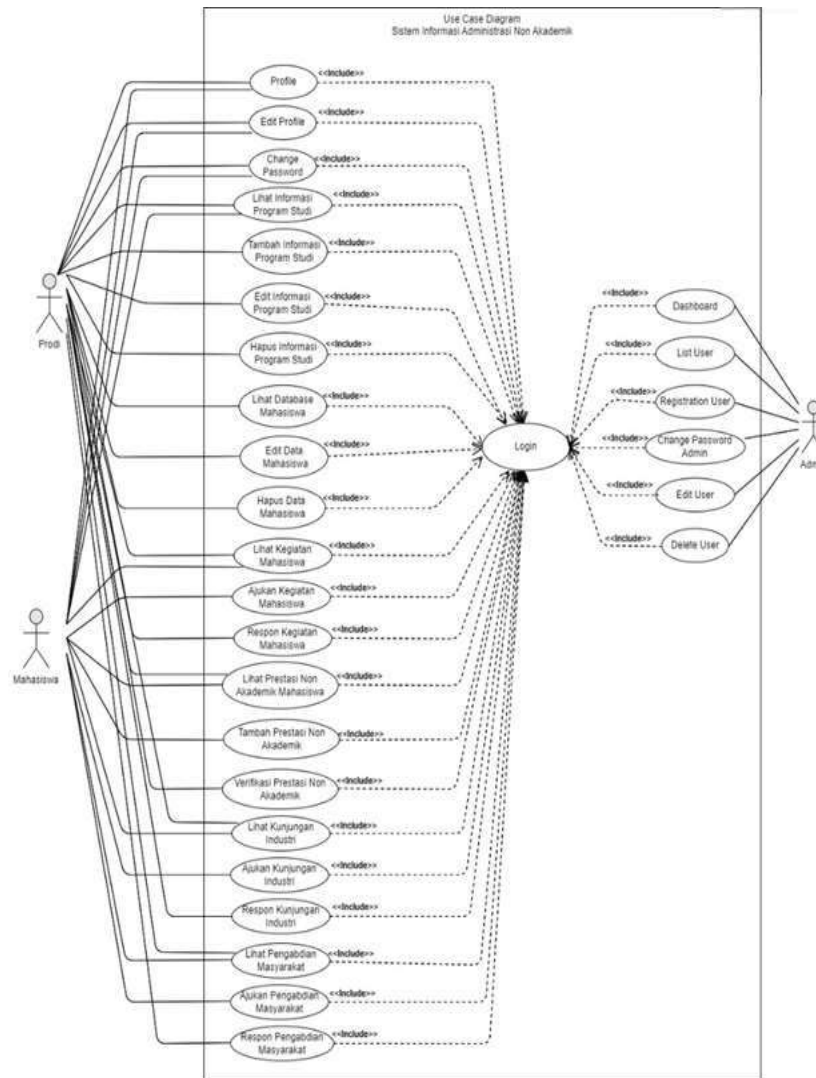 Use Case Diagram
Sistem Informasi Administrasi Non Akademik
Profile
<<Include>>
Edit Profile
<<Include>>
Change
Password
<<Include>>
Lihat Informasi
Program Studi
<<Include>>
Tambah Informasi
Program Studi
<<Include>>
Edit Informasi
Program Studi
<<Include>>
Hapus Informasi
Program Studi
<<Include>>
Lihat Database
Mahasiswa
<<Include>>
Edit Data
Mahasiswa
<<Include>>
Hapus Data
Mahasiswa
<<Include>>
Lihat Kegiatan
Mahasiswa
<<Include>>
Ajukan Kegiatan
Mahasiswa
<<Include>>
Respon Kegiatan
Mahasiswa
<<Include>>
Lihat Prestasi Non
Akademik Mahasiswa
<<Include>>
Tambah Prestasi Non
Akademik
<<Include>>
Verifikasi Prestasi Non
Akademik
<<Include>>
Lihat Kunjungan
Industri
<<Include>>
Ajukan Kunjungan
Industri
<<Include>>
Respon Kunjungan
Industri
<<Include>>
Lihat Pengabdian
Masyarakat
<<Include>>
Ajukan Pengabdian
Masyarakat
<<Include>>
Respon Pengabdian
Masyarakat
<<Include>>
Prodi
Mahasiswa
Login
<<Include>>
Dashboard
<<Include>>
List User
<<Include>>
Registration User
<<Include>>
Change Password
Admin
<<Include>>
Edit User
<<Include>>
Delete User
Adm